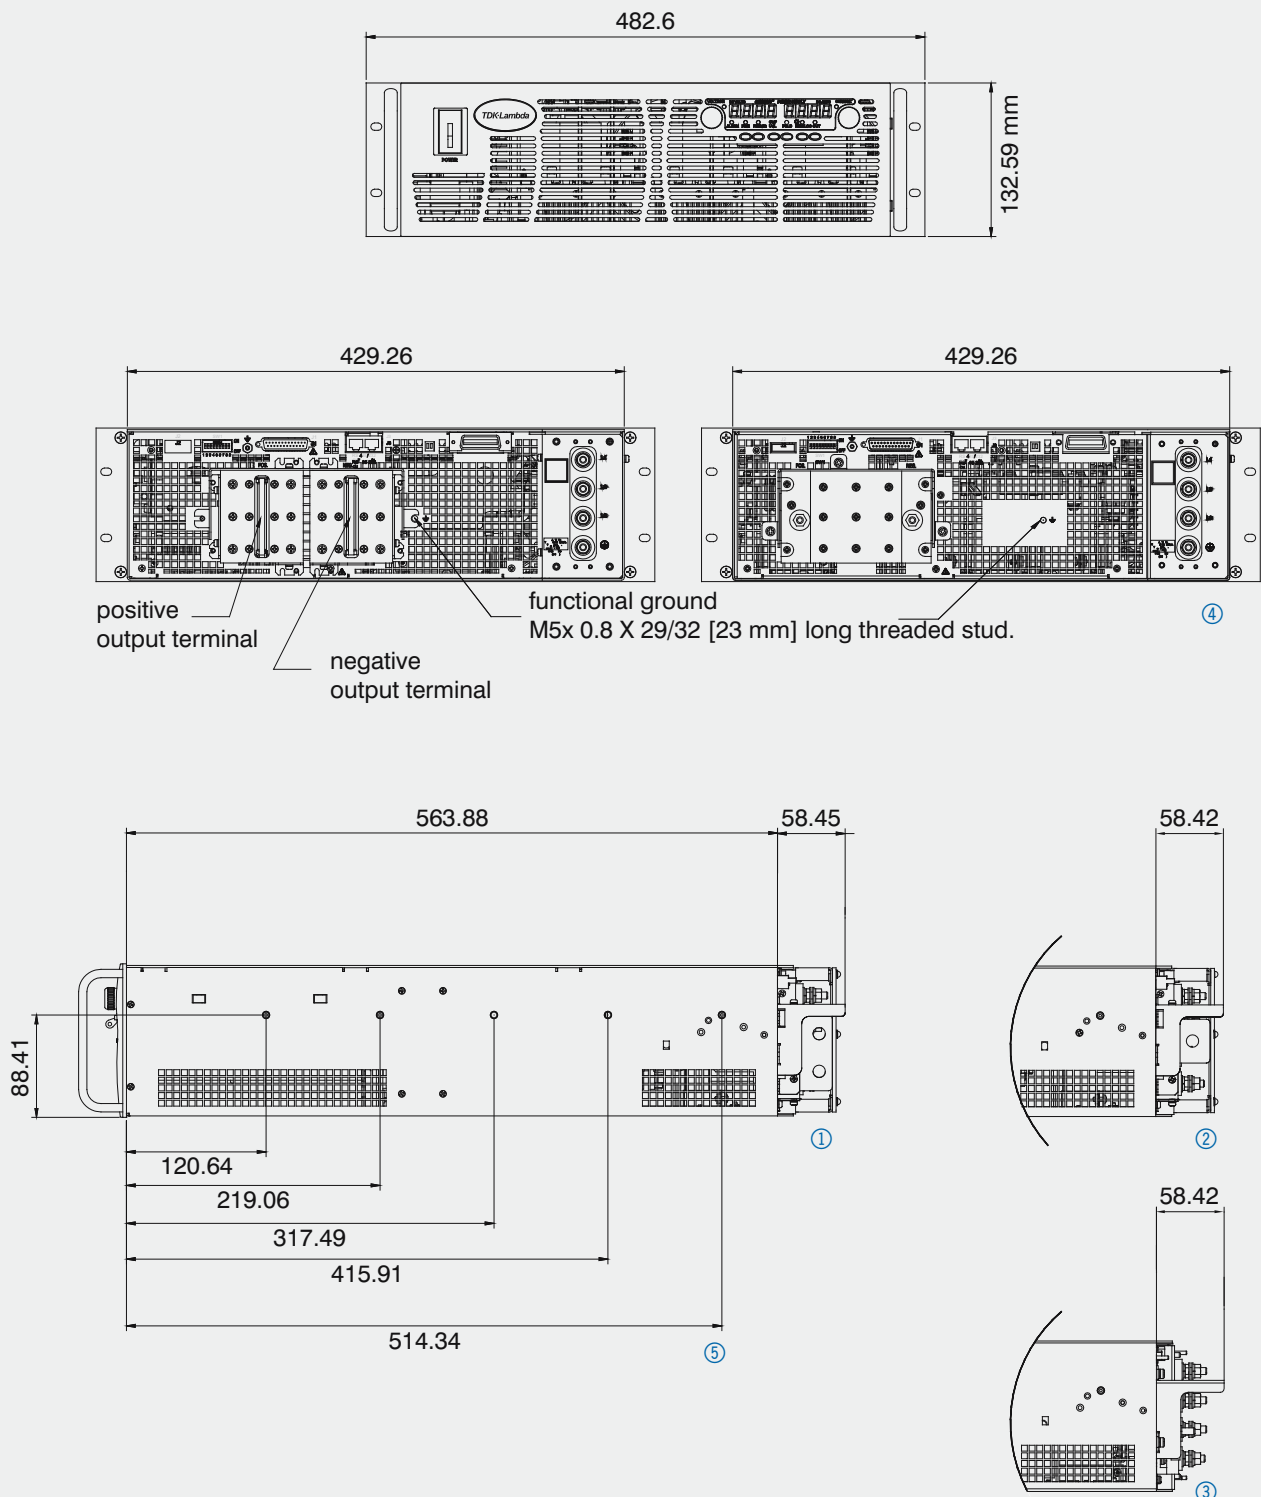 482.6
TDK-Lambda
POWER
132.59 mm
429.26
429.26
positive
output terminal
negative
output terminal
functional ground
M5x 0.8 X 29/32 [23 mm] long threaded stud.
④
563.88
58.45
58.42
88.41
120.64
219.06
317.49
415.91
514.34
①
②
58.42
⑤
③